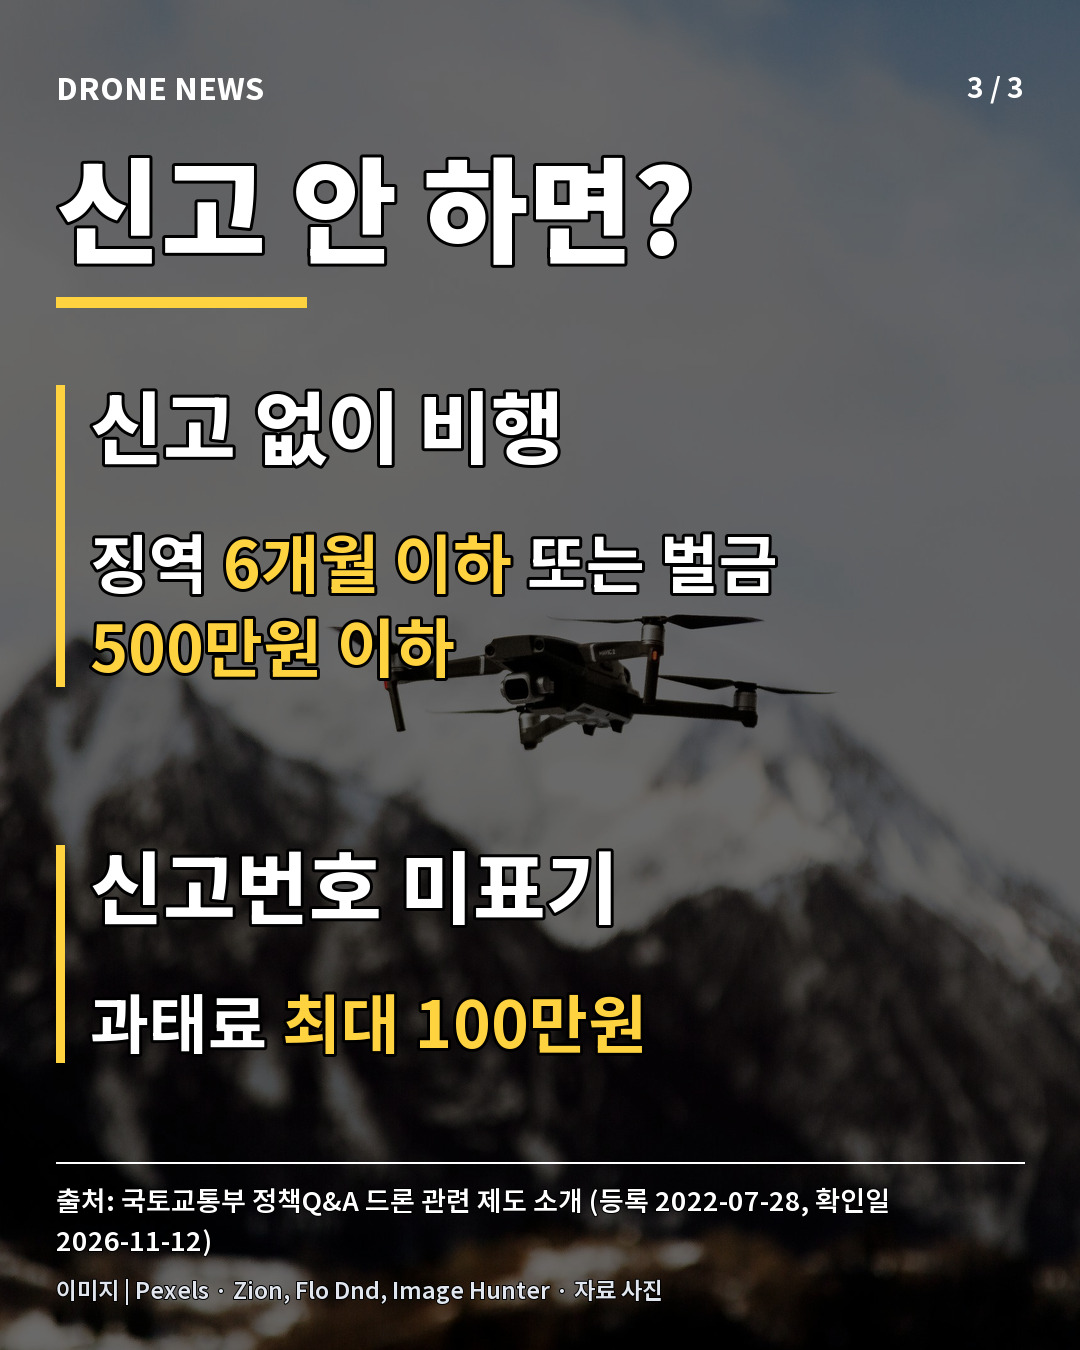 DRONE NEWS
3 / 3
신고 안 하면?
신고 없이 비행
징역 6개월 이하 또는 벌금
500만원 이하
신고번호 미표기
과태료 최대 100만원
출처: 국토교통부 정책Q&A 드론 관련 제도 소개 (등록 2022-07-28, 확인일
2026-11-12)
이미지 | Pexels · Zion, Flo Dnd, Image Hunter · 자료 사진